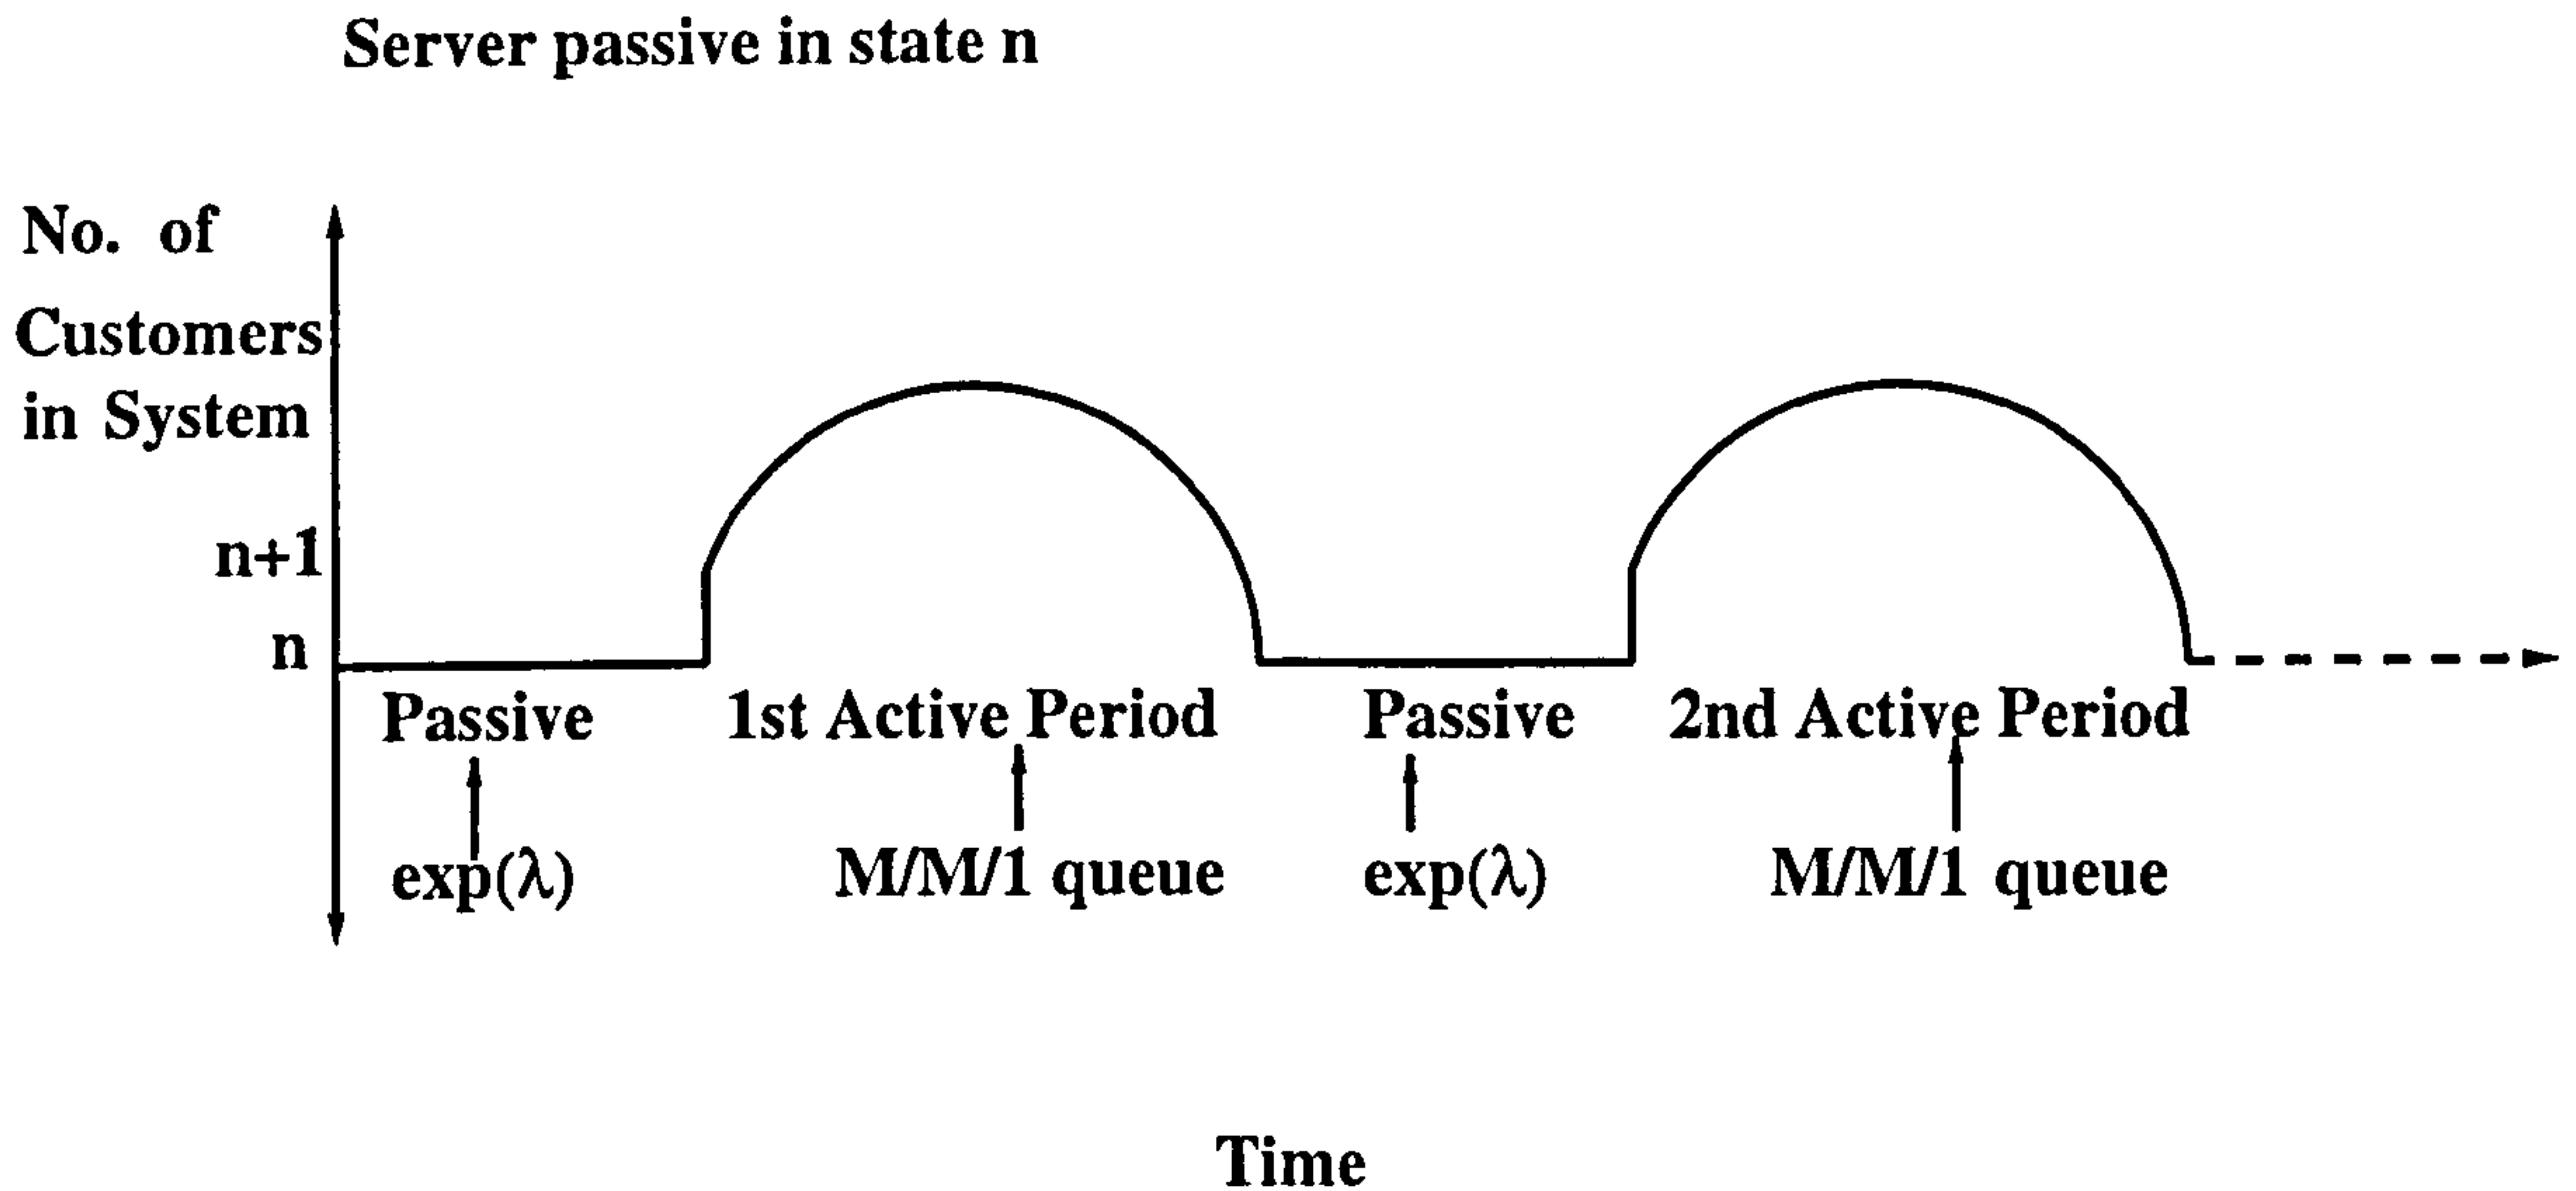 Server passive in state n
No. of
Customers
in System
n+1
n
Passive
1st Active Period
Passive
2nd Active Period
exp(λ)
M/M/1 queue
exp(λ)
M/M/1 queue
Time